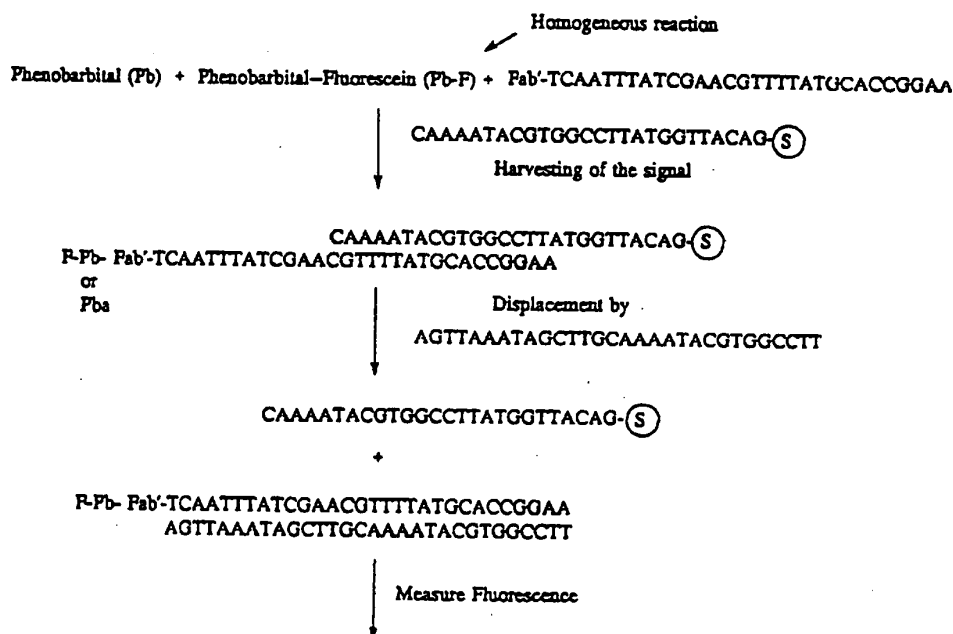 Homogeneous reaction
Phenobarbital (Pb) + Phenobarbital-Fluorescein (Pb-F) + Fab'-TCAATTTATCGAACGTTTTATGCACCGGAA
CAAAATACGTGGCCTTATGGTTACAG-S
Harvesting of the signal
CAAAATACGTGGCCTTATGGTTACAG-S
F-Pb- Fab'-TCAATTTATCGAACGTTTTATGCACCGGAA
or
Pba
Displacement by
AGTTAAATAGCTTGCAAAATACGTGGCCTT
CAAAATACGTGGCCTTATGGTTACAG-S
+
F-Pb- Fab'-TCAATTTATCGAACGTTTTATGCACCGGAA
AGTTAAATAGCTTGCAAAATACGTGGCCTT
Measure Fluorescence